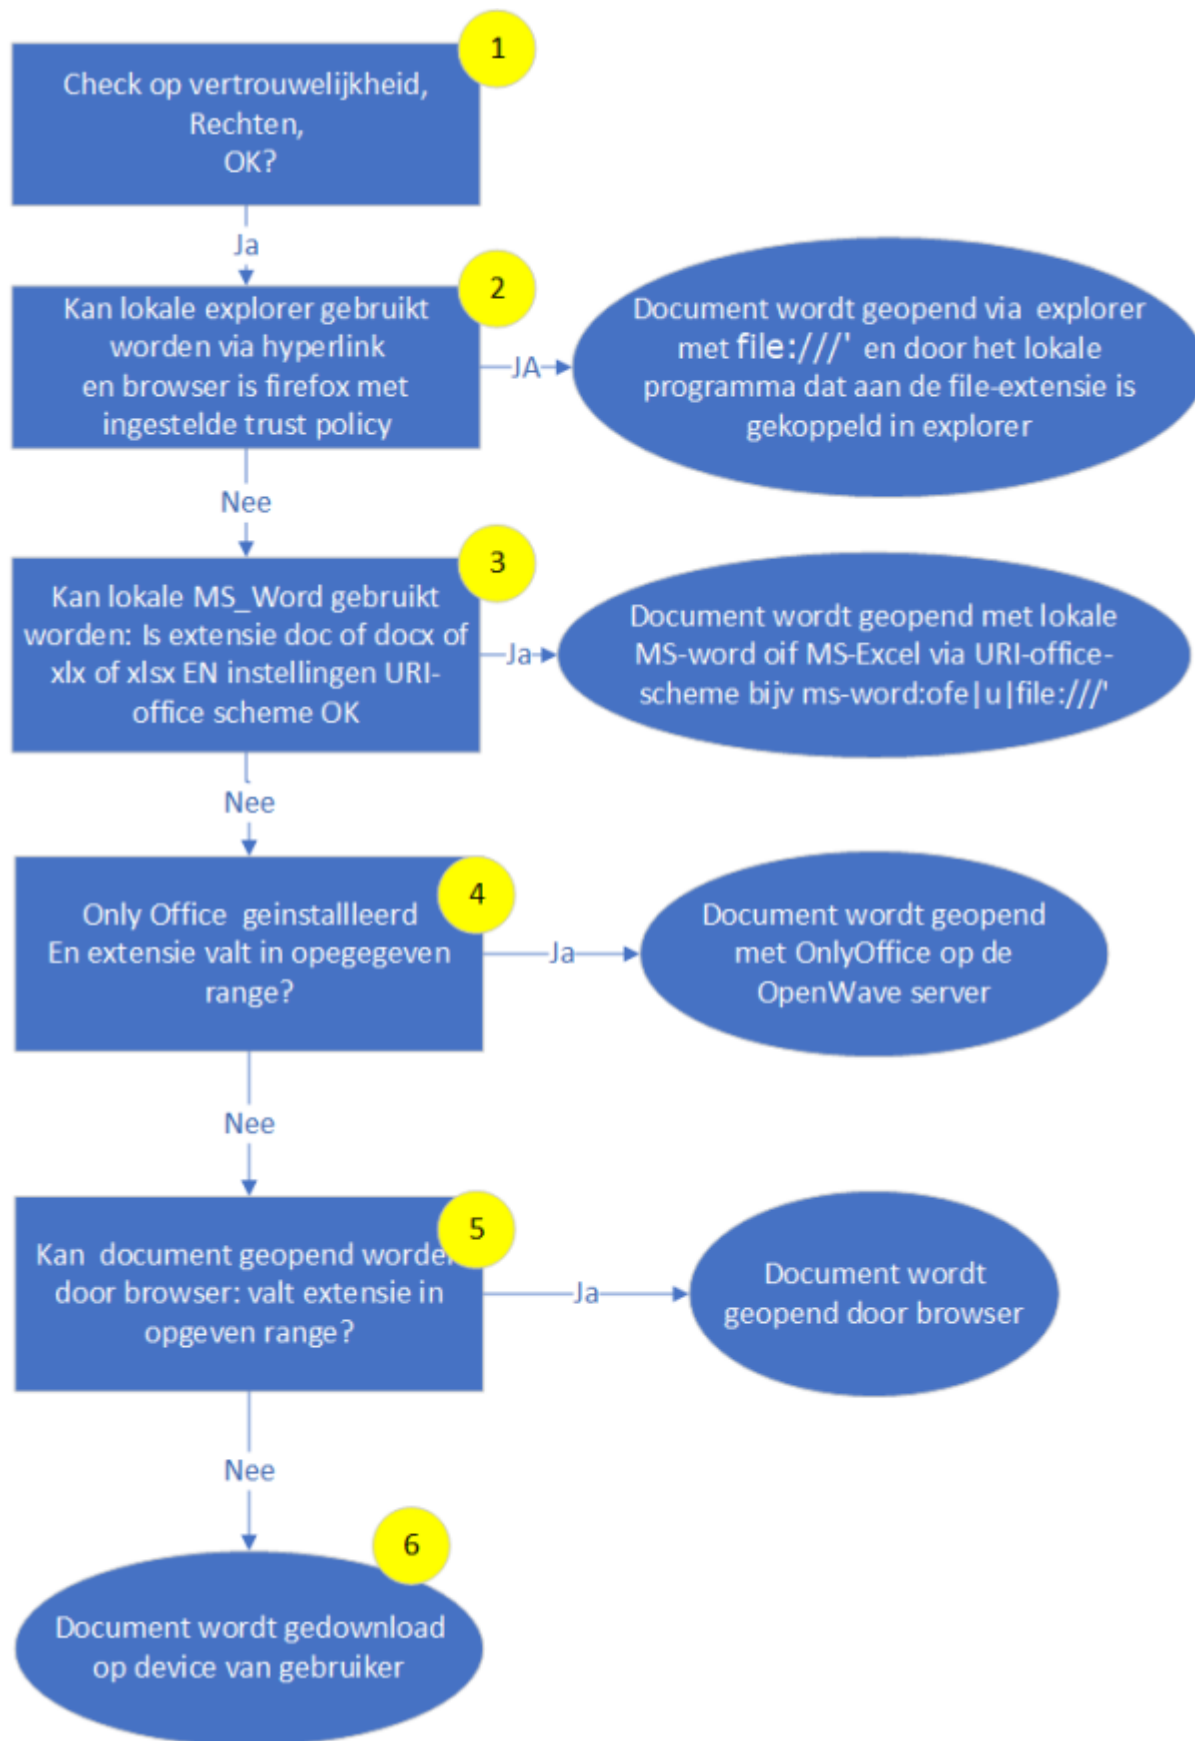 1
Check op vertrouwelijkheid,
Rechten,
OK?
Ja
2
Kan lokale explorer gebruikt
worden via hyperlink
en browser is firefox met
ingestelde trust policy
JA
Document wordt geopend via explorer
met file:///' en door het lokale
programma dat aan de file-extensie is
gekoppeld in explorer
Nee
3
Kan lokale MS_Word gebruikt
worden: Is extensie doc of docx of
xlx of xlsx EN instellingen URI-
office scheme OK
Ja
Document wordt geopend met lokale
MS-word oif MS-Excel via URI-office-
scheme bijv ms-word:ofe|u|file:///'
Nee
4
Only Office geinstallleerd
En extensie valt in opegegeven
range?
Ja
Document wordt geopend
met OnlyOffice op de
OpenWave server
Nee
5
Kan document geopend worden
door browser: valt extensie in
opgeven range?
Ja
Document wordt
geopend door browser
Nee
6
Document wordt gedownload
op device van gebruiker